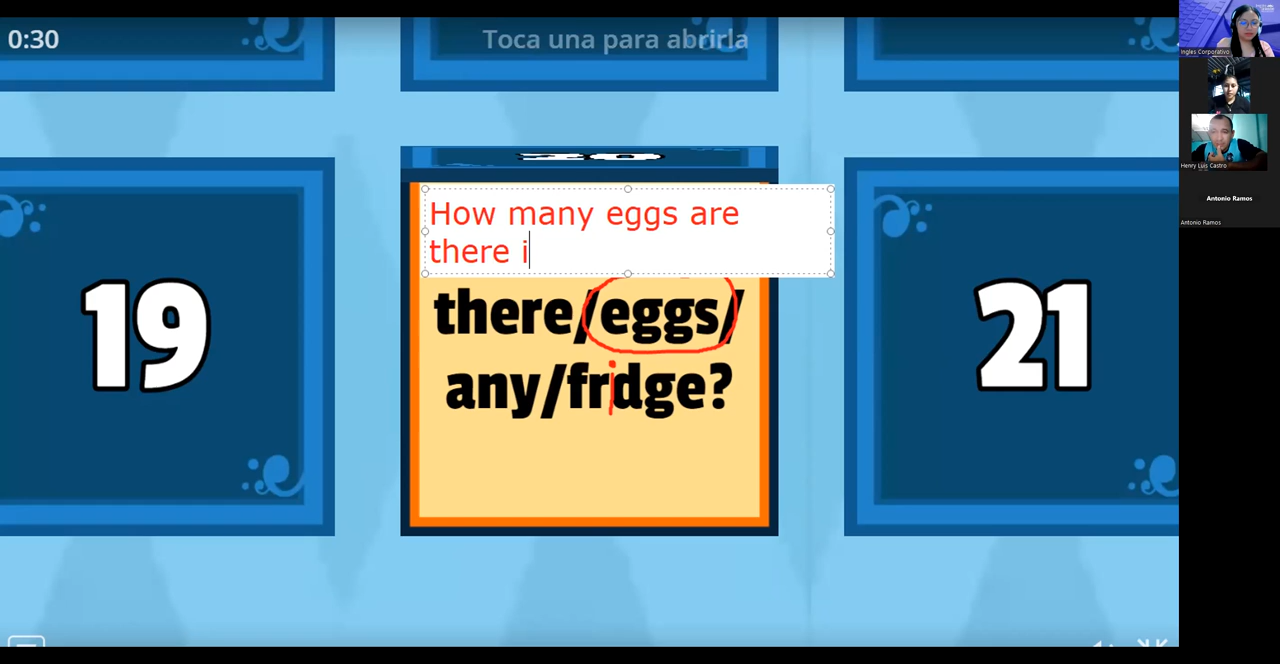 0:30
Toca una para abrirla
Ingles Corporativo
Henry Luis Castro
Antonio Ramos
Antonio Ramos
20
How many eggs are
there i
19
there/eggs/
any/fridge?
21